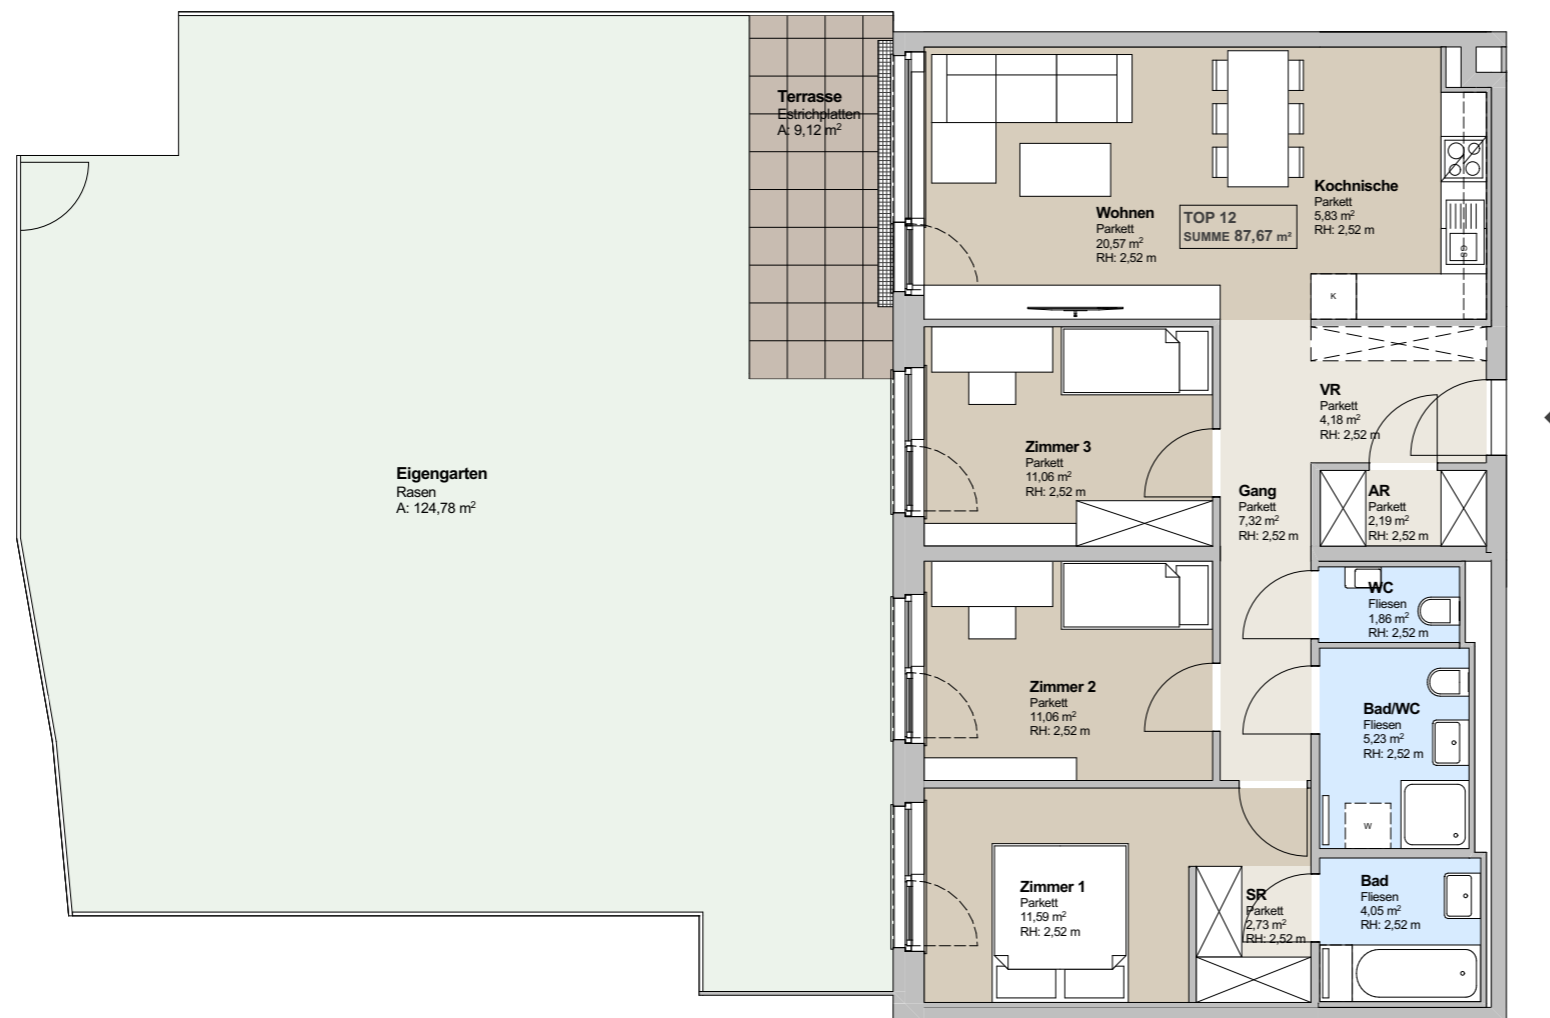 Terrasse
Estrichplatten
A: 9,12 m²
Kochnische
Parkett
5,83 m²
RH: 2,52 m
Wohnen
Parkett
20,57 m²
RH: 2,52 m
TOP 12
SUMME 87,67 m²
GS
K
VR
Parkett
4,18 m²
RH: 2,52 m
Zimmer 3
Parkett
11,06 m²
RH: 2,52 m
Eigengarten
Rasen
A: 124,78 m²
Gang
Parkett
7,32 m²
RH: 2,52 m
AR
Parkett
2,19 m²
RH: 2,52 m
WC
Fliesen
1,86 m²
RH: 2,52 m
Zimmer 2
Parkett
11,06 m²
RH: 2,52 m
Bad/WC
Fliesen
5,23 m²
RH: 2,52 m
W
Zimmer 1
Parkett
11,59 m²
RH: 2,52 m
SR
Parkett
2,73 m²
RH: 2,52 m
Bad
Fliesen
4,05 m²
RH: 2,52 m